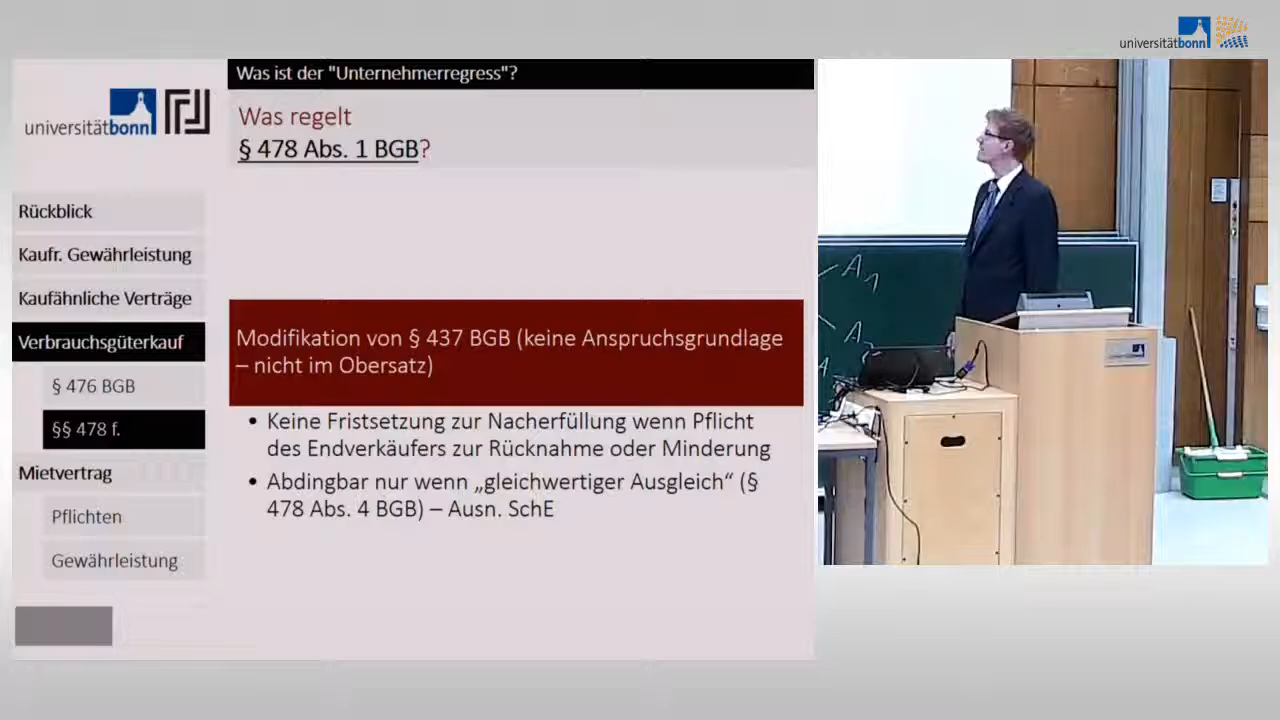 universitätbonn
Was ist der "Unternehmerregress"?
universitätbonn
Was regelt
§ 478 Abs. 1 BGB?
Rückblick
Kaufr. Gewährleistung
Kaufähnliche Verträge
Verbrauchsgüterkauf
§ 476 BGB
§§ 478 f.
Mietvertrag
Pflichten
Gewährleistung
Modifikation von § 437 BGB (keine Anspruchsgrundlage
– nicht im Obersatz)
• Keine Fristsetzung zur Nacherfüllung wenn Pflicht
des Endverkäufers zur Rücknahme oder Minderung
• Abdingbar nur wenn „gleichwertiger Ausgleich“ (§
478 Abs. 4 BGB) – Ausn. SchE
A1
A